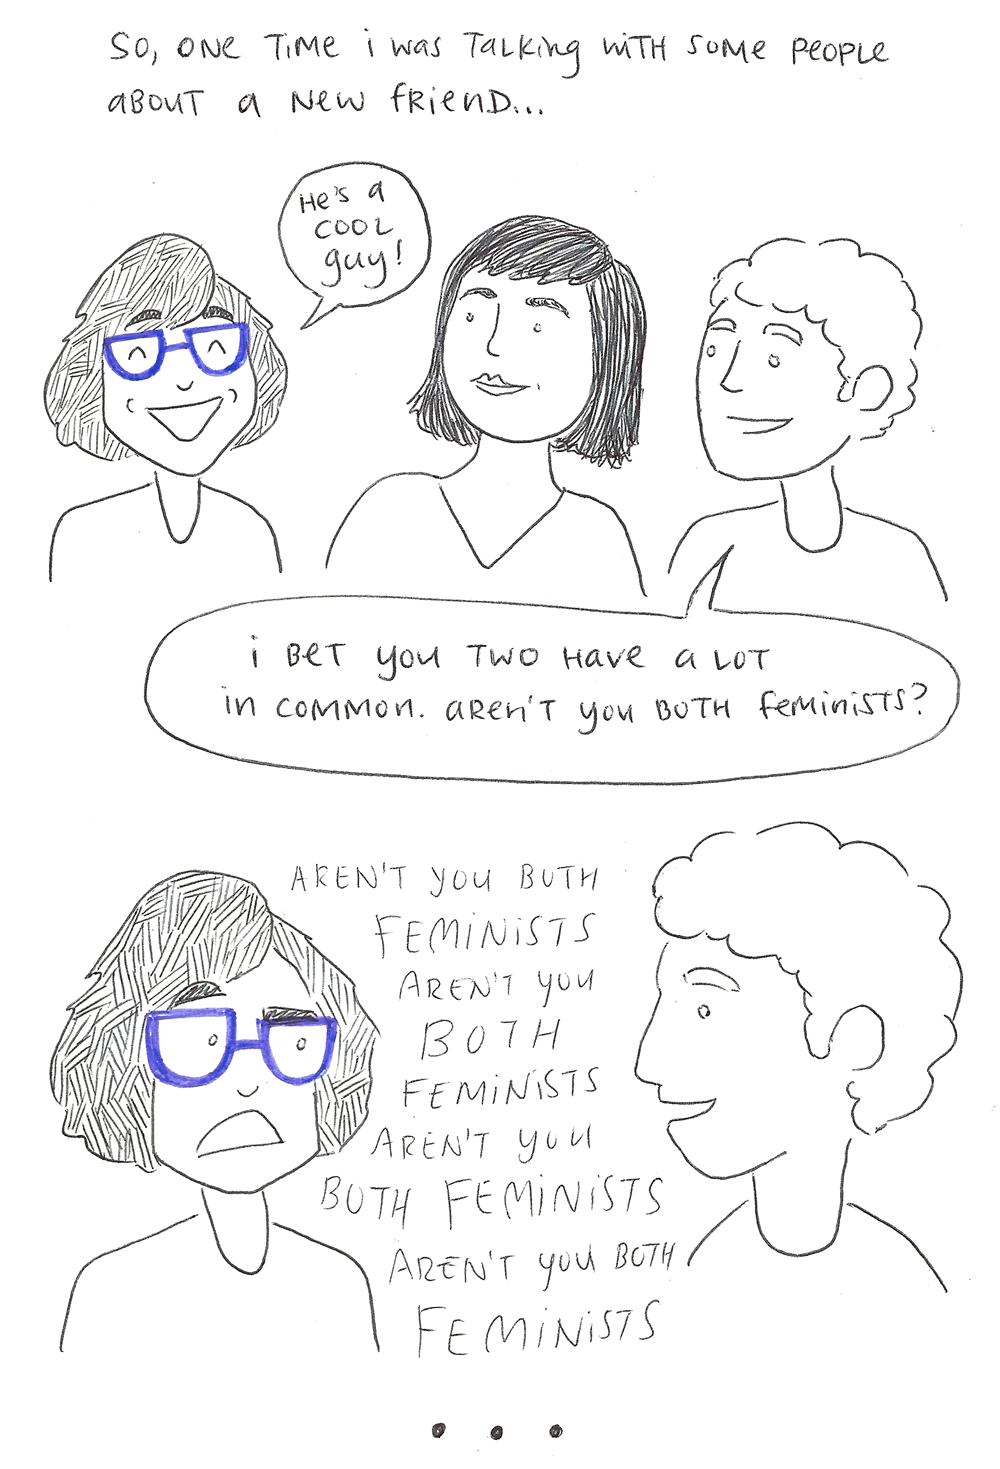 So, ONE TIME i was TALKING WITH SOME PEOPLE
ABOUT a New FRIEND...
He's a
COOL
guy!
i BET you TWO Have a LOT
in COMMON. aren'T you BOTH feminiSTS?
AREN'T YOU BOTH
FEMINISTS
AREN'T YOU
BOTH
FEMINISTS
AREN'T YOU
BOTH FEMINISTS
AREN'T YOU BOTH
FEMINISTS
...